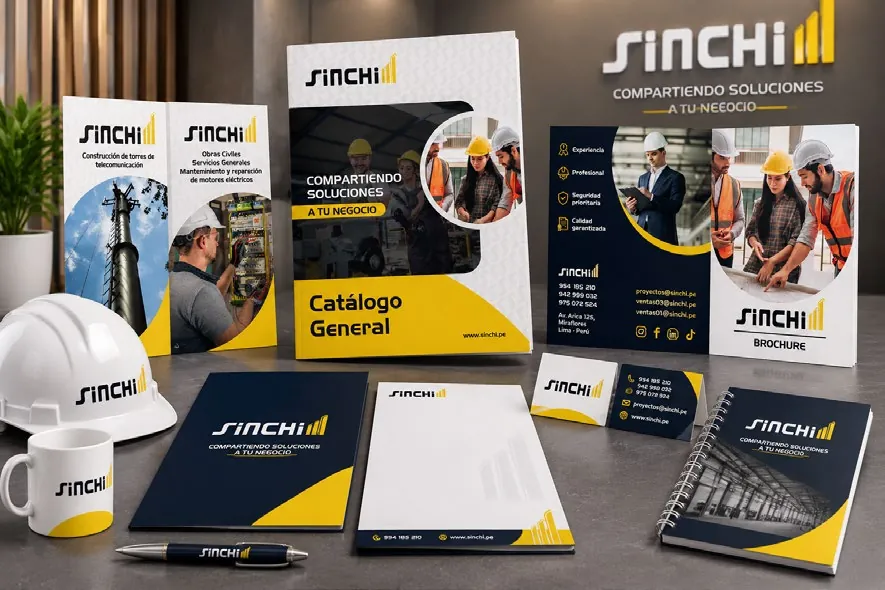 SINCHI
COMPARTIENDO SOLUCIONES
A TU NEGOCIO
SINCHI
Construcción de torres de
telecomunicación
SINCHI
Obras Civiles
Servicios Generales
Mantenimiento y reparación
de motores eléctricos
SINCHI
COMPARTIENDO
SOLUCIONES
A TU NEGOCIO
Catálogo
General
www.sinchi.pe
Experiencia
Profesional
Seguridad
prioritaria
Calidad
garantizada
SINCHI
994 185 210
942 999 032
975 072 524
Av. Arica 125,
Miraflores
Lima - Perú
proyectos@sinchi.pe
ventas03@sinchi.pe
ventas01@sinchi.pe
SINCHI
BROCHURE
SINCHI
SINCHI
SINCHI
COMPARTIENDO SOLUCIONES
A TU NEGOCIO
SINCHI
994 185 210
www.sinchi.pe
SINCHI
994 185 210
942 999 032
proyectos@sinchi.pe
www.sinchi.pe
SINCHI
COMPARTIENDO SOLUCIONES
A TU NEGOCIO
SINCHI